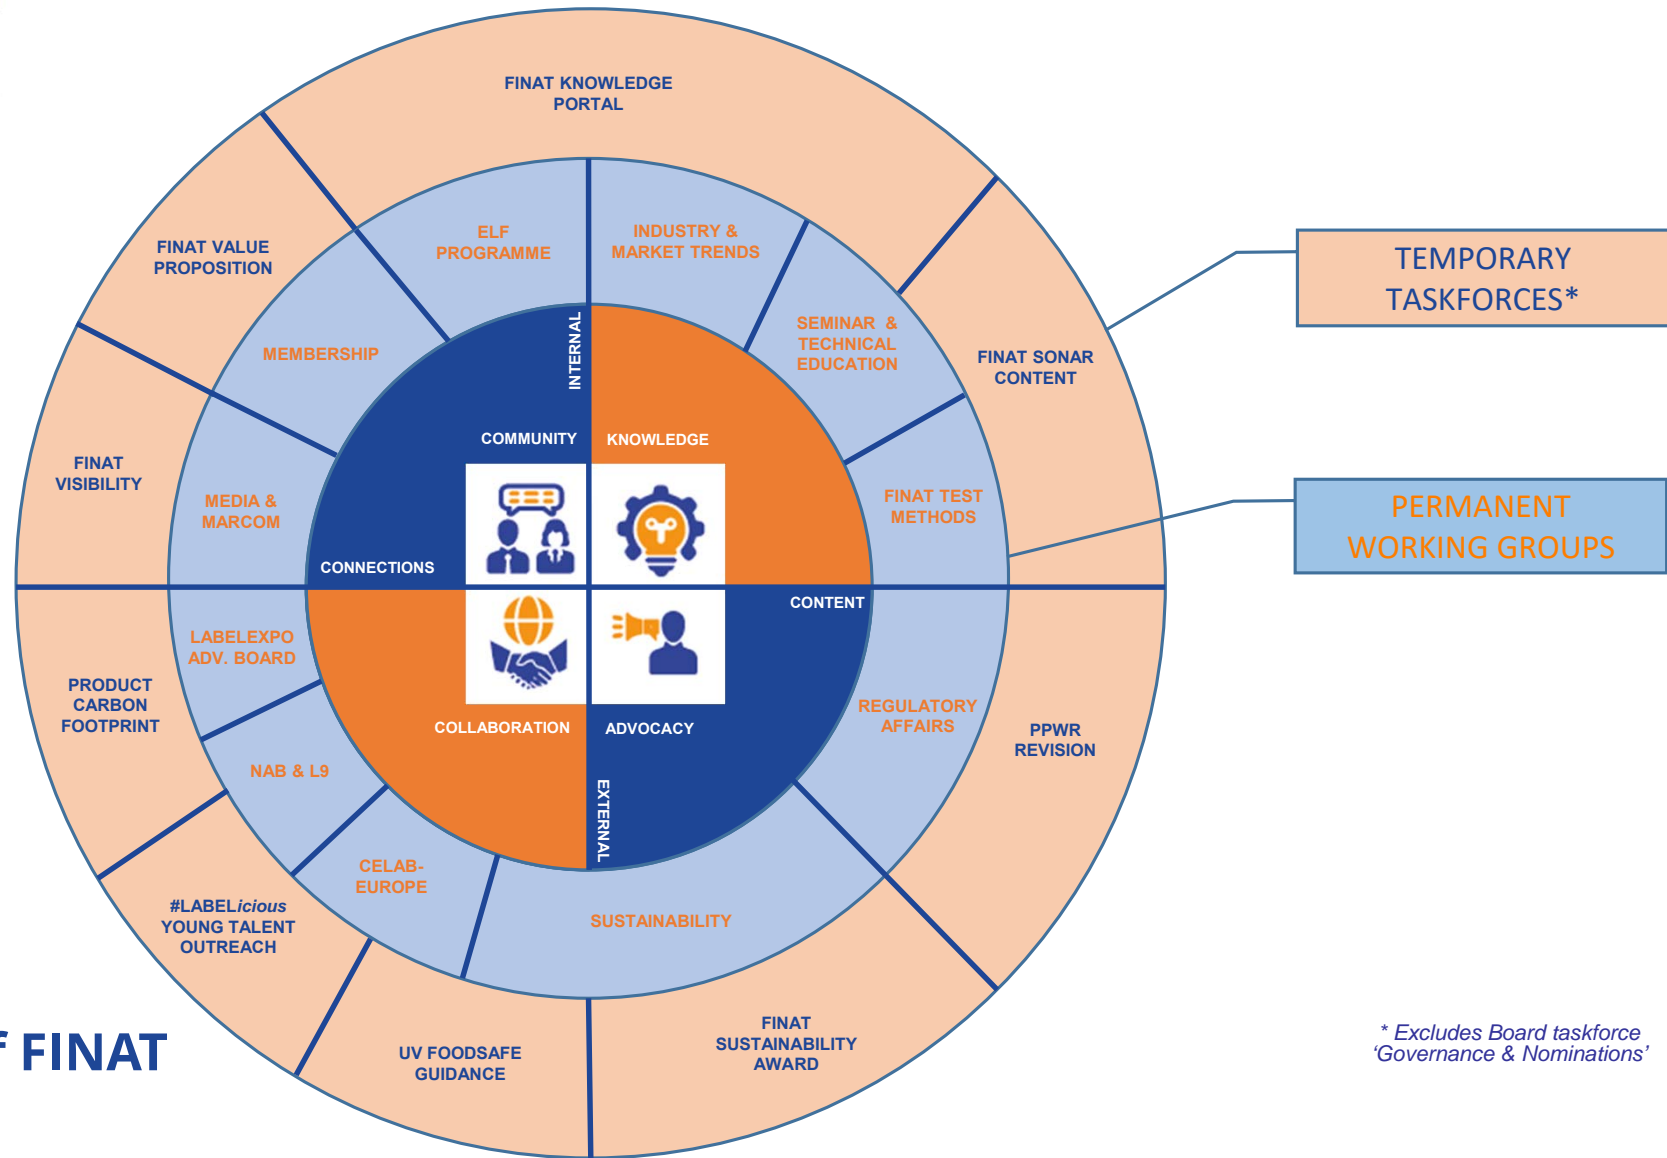 FINAT KNOWLEDGE
PORTAL
FINAT VALUE
PROPOSITION
ELF
PROGRAMME
INDUSTRY &
MARKET TRENDS
TEMPORARY
TASKFORCES*
MEMBERSHIP
INTERNAL
SEMINAR &
TECHNICAL
EDUCATION
FINAT SONAR
CONTENT
COMMUNITY
KNOWLEDGE
FINAT
VISIBILITY
MEDIA &
MARCOM
FINAT TEST
METHODS
PERMANENT
WORKING GROUPS
CONNECTIONS
CONTENT
LABELEXPO
ADV. BOARD
PRODUCT
CARBON
FOOTPRINT
COLLABORATION
ADVOCACY
REGULATORY
AFFAIRS
PPWR
REVISION
NAB & L9
EXTERNAL
CELAB-
EUROPE
SUSTAINABILITY
#LABELicious
YOUNG TALENT
OUTREACH
UV FOODSAFE
GUIDANCE
FINAT
SUSTAINABILITY
AWARD
FINAT
* Excludes Board taskforce
‘Governance & Nominations’